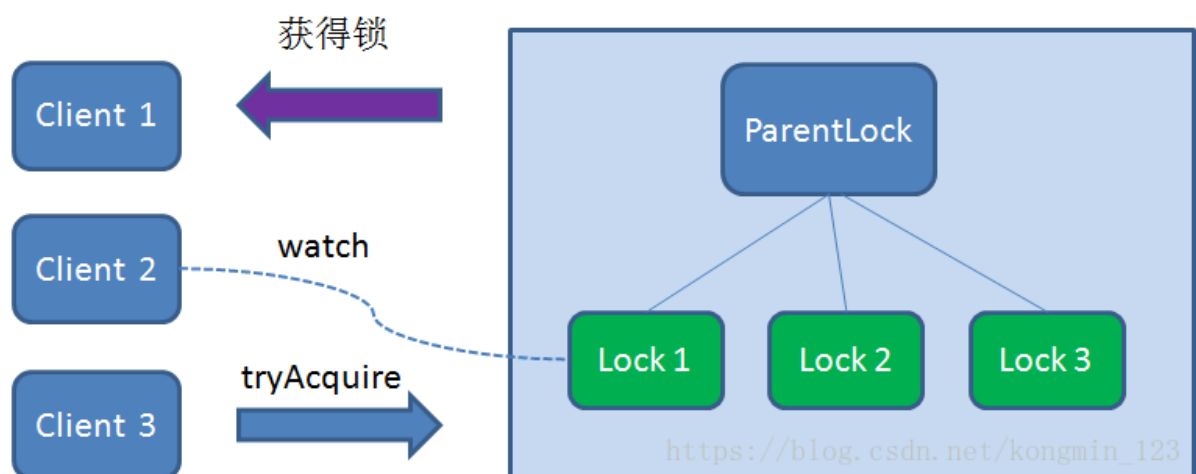 获得锁
Client 1
ParentLock
Client 2
watch
Lock 1
Lock 2
Lock 3
tryAcquire
Client 3
https://blog.csdn.net/kongmin_123